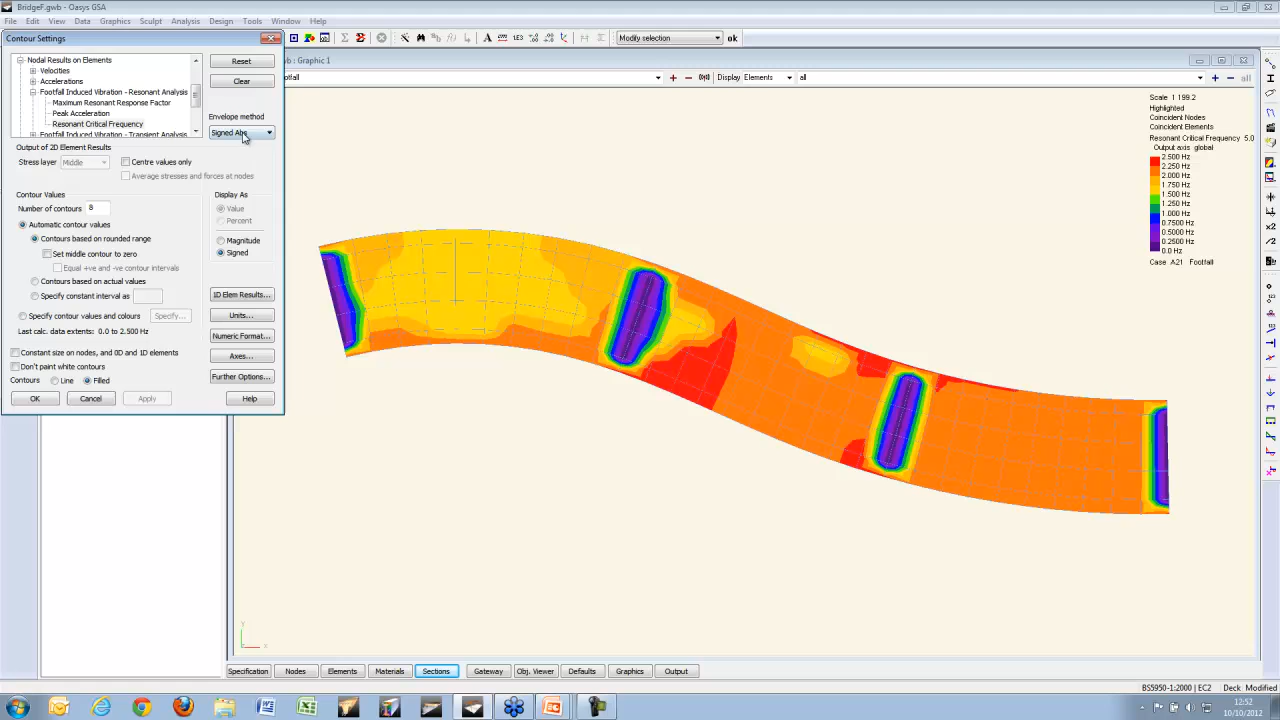 BridgeF.gwb - Oasys GSA
File Edit View Data Graphics Sculpt Analysis Design Tools Window Help
Contour Settings
Modify selection ok
Nodal Results on Elements
Velocities
Accelerations
Footfall Induced Vibration - Resonant Analysis
Maximum Resonant Response Factor
Peak Acceleration
Resonant Critical Frequency
Footfall Induced Vibration - Transient Analysis
Reset
Clear
Envelope method
Signed Abs
Output of 2D Element Results
Stress layer Middle Centre values only
Average stresses and forces at nodes
Contour Values
Number of contours 8
Automatic contour values
Contours based on rounded range
Set middle contour to zero
Equal +ve and -ve contour intervals
Contours based on actual values
Specify constant interval as
Specify contour values and colours Specify...
Last calc. data extents: 0.0 to 2.500 Hz
Display As
Value
Percent
Magnitude
Signed
1D Elem Results...
Units...
Numeric Format...
Axes...
Further Options...
Constant size on nodes, and 0D and 1D elements
Don't paint white contours
Contours Line Filled
OK Cancel Apply Help
wb : Graphic 1
tfall Display Elements all all
Scale 1 199.2
Highlighted
Coincident Nodes
Coincident Elements
Resonant Critical Frequency 5.0
Output axis global
2.500 Hz
2.250 Hz
2.000 Hz
1.750 Hz
1.500 Hz
1.250 Hz
1.000 Hz
0.7500 Hz
0.5000 Hz
0.2500 Hz
0.0 Hz
Case A21 Footfall
Y
X
Specification Nodes Elements Materials Sections Gateway Obj. Viewer Defaults Graphics Output
BS5950-1:2000 | EC2 Deck: Modified
12:52
10/10/2012